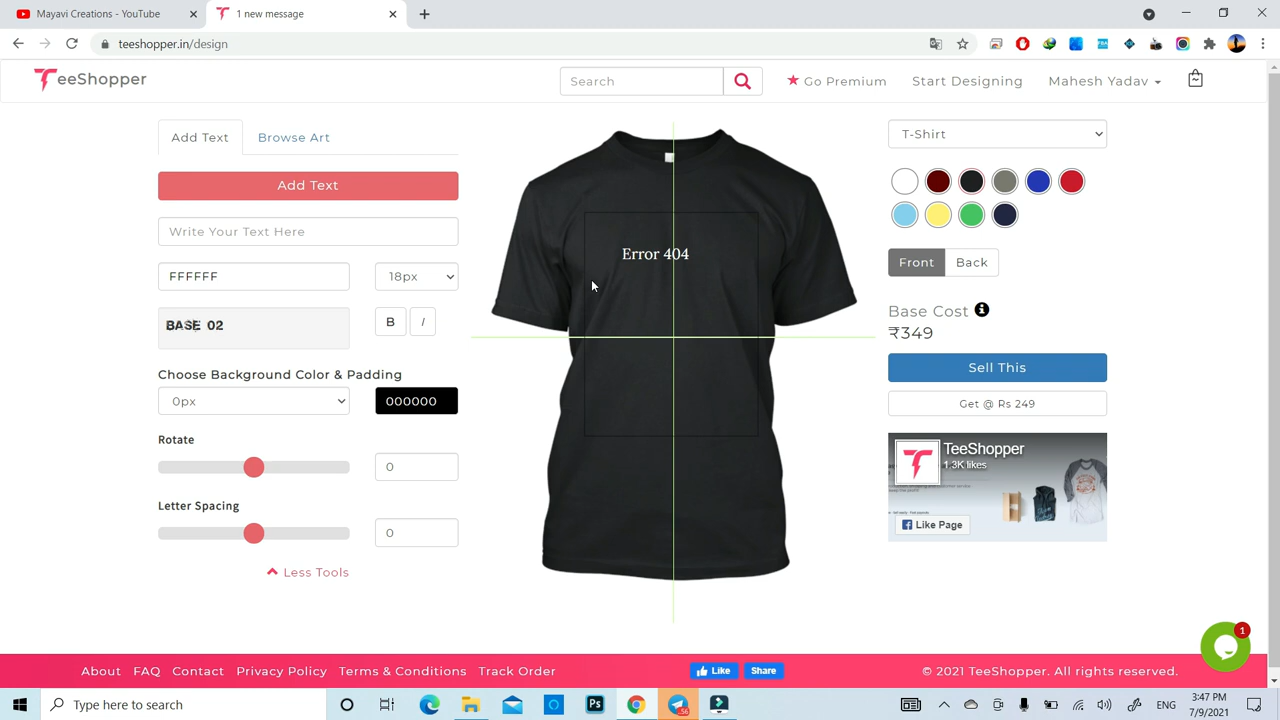 Mayavi Creations - YouTube
1 new message
teeshopper.in/design
TeeShopper
Search
Go Premium
Start Designing
Mahesh Yadav
Add Text
Browse Art
T-Shirt
Add Text
Write Your Text Here
FFFFFF
18px
BASE 02
B
I
Choose Background Color & Padding
0px
000000
Rotate
0
Letter Spacing
0
Less Tools
Error 404
Front
Back
Base Cost
₹349
Sell This
Get @ Rs 249
TeeShopper
1.3K likes
Like Page
1
About
FAQ
Contact
Privacy Policy
Terms & Conditions
Track Order
Like
Share
© 2021 TeeShopper. All rights reserved.
Type here to search
Ps
ENG
3:47 PM
7/9/2021